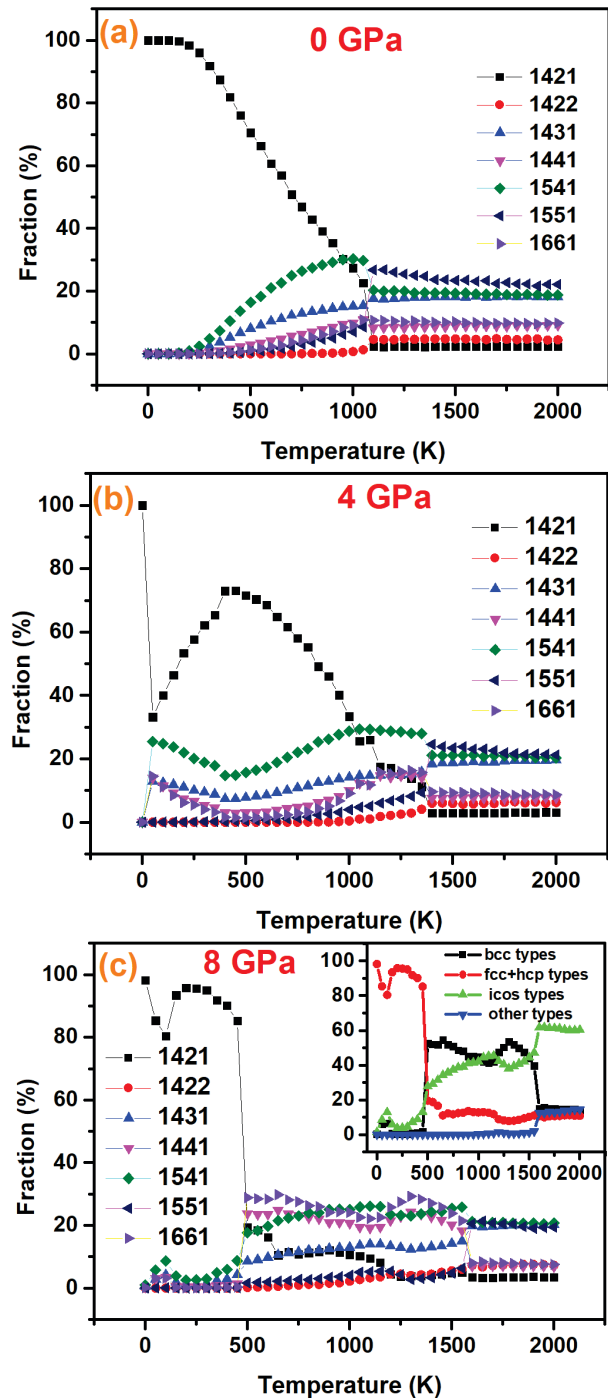 (a)
0 GPa
100
80
60
40
20
0
Fraction (%)
1421
1422
1431
1441
1541
1551
1661
0 500 1000 1500 2000
Temperature (K)
(b)
4 GPa
100
80
60
40
20
0
Fraction (%)
1421
1422
1431
1441
1541
1551
1661
0 500 1000 1500 2000
Temperature (K)
(c)
8 GPa
100
80
60
40
20
0
Fraction (%)
1421
1422
1431
1441
1541
1551
1661
100
80
60
40
20
0
bcc types
fcc+hcp types
icos types
other types
0 500 1000 1500 2000
0 500 1000 1500 2000
Temperature (K)